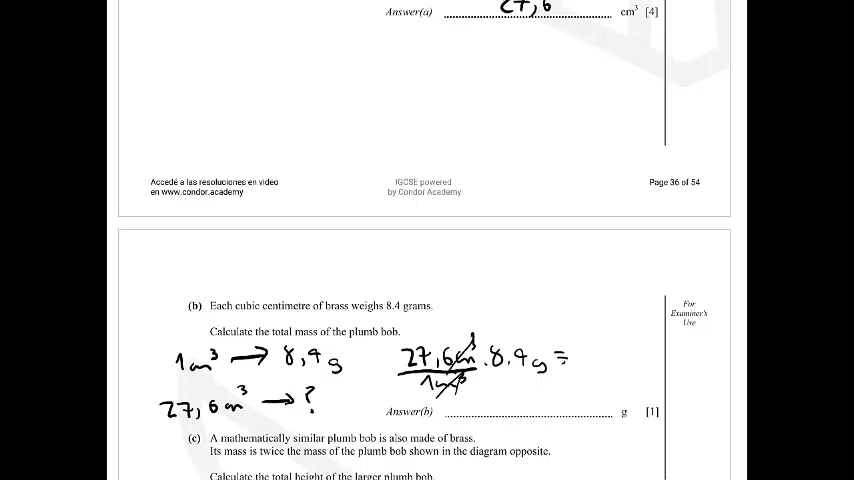 Answer(a) 27,6 cm³ [4]
Accedé a las resoluciones en video
en www.condor.academy
IGCSE powered
by Condor Academy
Page 36 of 54
(b) Each cubic centimetre of brass weighs 8.4 grams.
For
Examiner's
Use
Calculate the total mass of the plumb bob.
1cm³ → 8,4g
27,6cm³ → ?
27,6cm³ / 1cm³ . 8.4g =
Answer(b) g [1]
(c) A mathematically similar plumb bob is also made of brass.
Its mass is twice the mass of the plumb bob shown in the diagram opposite.
Calculate the total height of the larger plumb bob.